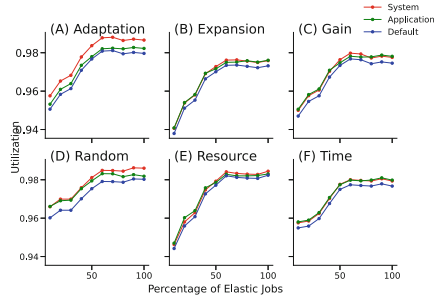 System
Application
Default
(A) Adaptation
(B) Expansion
(C) Gain
0.98
0.96
0.94
Utilization
(D) Random
(E) Resource
(F) Time
0.98
0.96
0.94
50
100
50
100
50
100
Percentage of Elastic Jobs